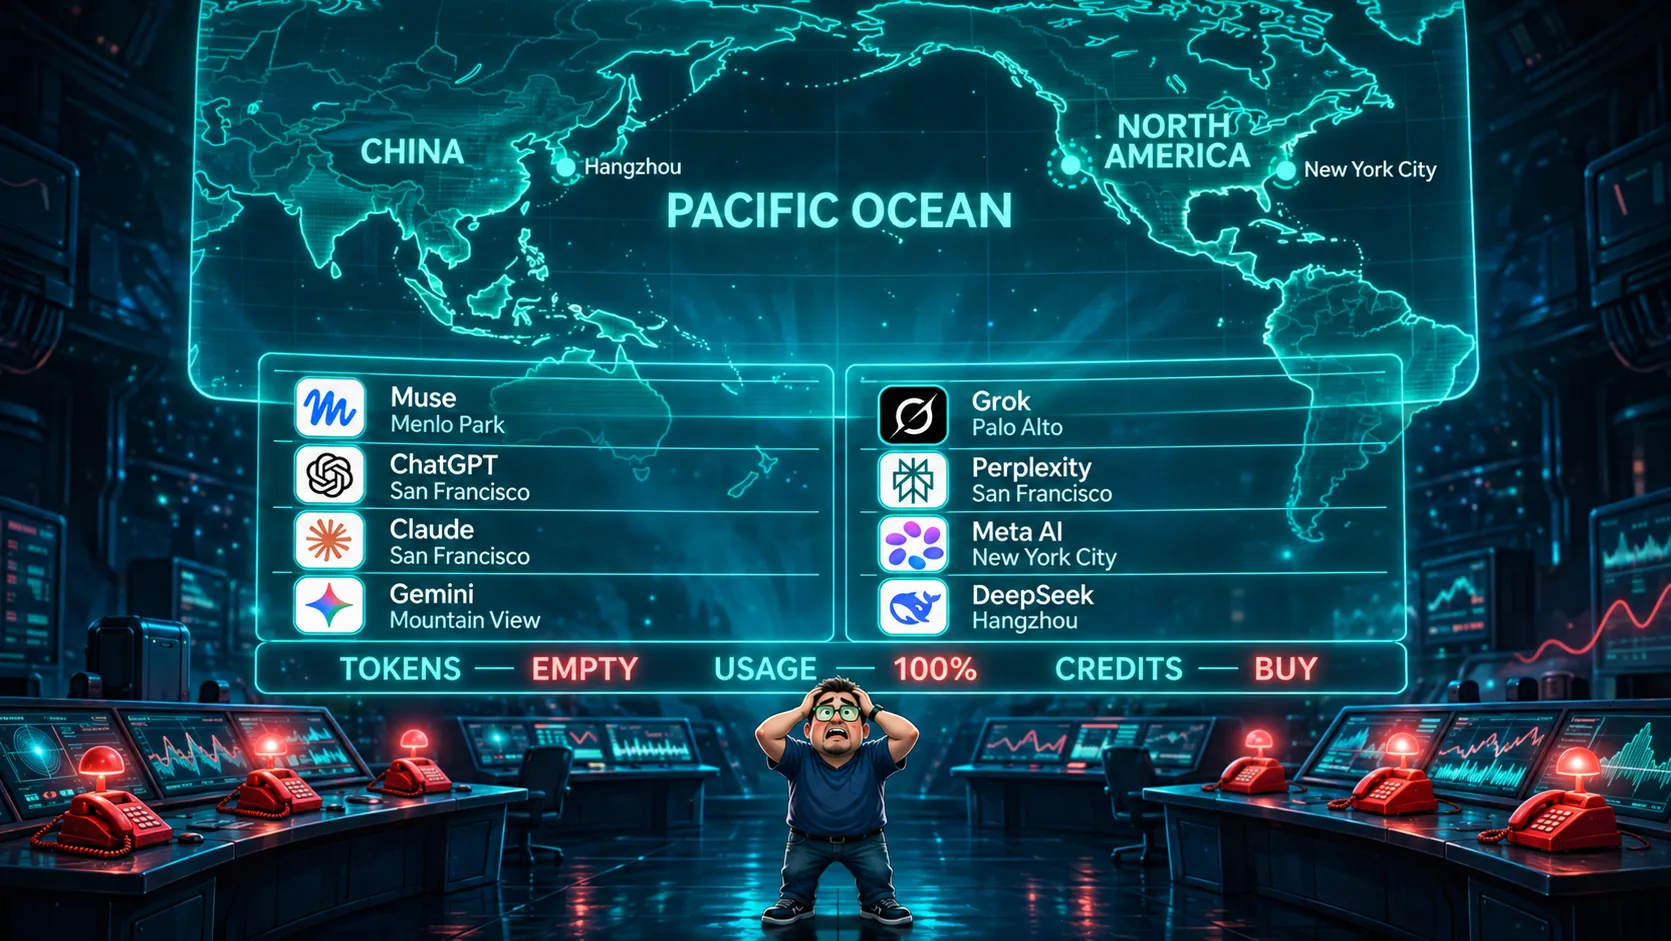 CHINA
Hangzhou
PACIFIC OCEAN
NORTH
AMERICA
New York City
Muse
Menlo Park
ChatGPT
San Francisco
Claude
San Francisco
Gemini
Mountain View
Grok
Palo Alto
Perplexity
San Francisco
Meta AI
New York City
DeepSeek
Hangzhou
TOKENS — EMPTY USAGE — 100% CREDITS — BUY